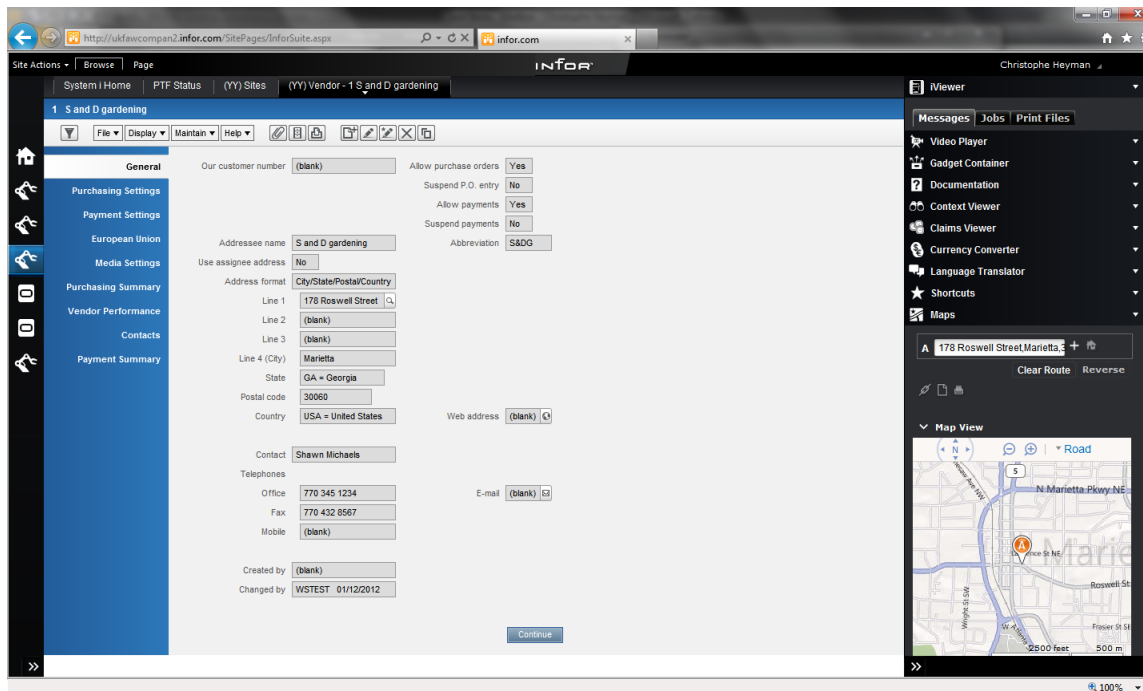 http://ukfawcompan2.infor.com/SitePages/InforSuite.aspx
infor.com
Site Actions Browse Page
infor
Christophe Heyman
System i Home PTF Status (YY) Sites (YY) Vendor - 1 S and D gardening
1 S and D gardening
File Display Maintain Help
General
Purchasing Settings
Payment Settings
European Union
Media Settings
Purchasing Summary
Vendor Performance
Contacts
Payment Summary
Our customer number (blank) Allow purchase orders Yes
Suspend P.O. entry No
Allow payments Yes
Suspend payments No
Addressee name S and D gardening Abbreviation S&DG
Use assignee address No
Address format City/State/Postal/Country
Line 1 178 Roswell Street
Line 2 (blank)
Line 3 (blank)
Line 4 (City) Marietta
State GA = Georgia
Postal code 30060
Country USA = United States Web address (blank)
Contact Shawn Michaels
Telephones
Office 770 345 1234 E-mail (blank)
Fax 770 432 8567
Mobile (blank)
Created by (blank)
Changed by WSTEST 01/12/2012
Continue
iViewer
Messages Jobs Print Files
Video Player
Gadget Container
Documentation
Context Viewer
Claims Viewer
Currency Converter
Language Translator
Shortcuts
Maps
A 178 Roswell Street,Marietta,3
Clear Route Reverse
Map View
N Road
5
N Marietta Pkwy NE
A
Marie
Roswell St
Wright St SW
Frasier St SE
2500 feet 500 m
100%